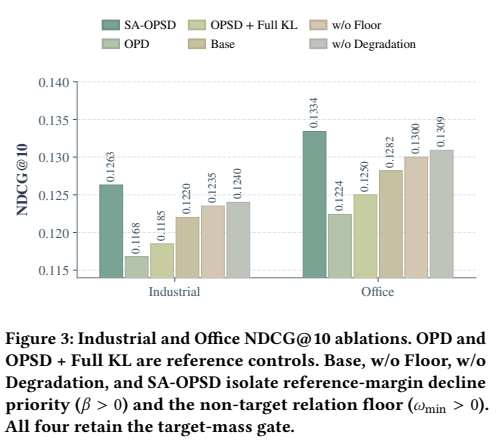 SA-OPSD OPSD + Full KL w/o Floor
OPD Base w/o Degradation
NDCG@10
0.140
0.135
0.130
0.125
0.120
0.115
0.1263
0.1168
0.1185
0.1220
0.1235
0.1240
0.1334
0.1224
0.1250
0.1282
0.1300
0.1309
Industrial Office
Figure 3: Industrial and Office NDCG@10 ablations. OPD and
OPSD + Full KL are reference controls. Base, w/o Floor, w/o
Degradation, and SA-OPSD isolate reference-margin decline
priority (β > 0) and the non-target relation floor (ω_min > 0).
All four retain the target-mass gate.